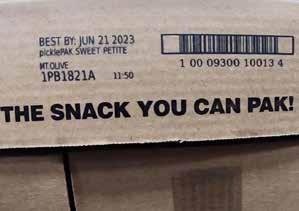 BEST BY: JUN 21 2023
picklePAK SWEET PETITE
MT.OLIVE
1PB1821A 11:50
1 00 09300 10013 4
THE SNACK YOU CAN PAK!